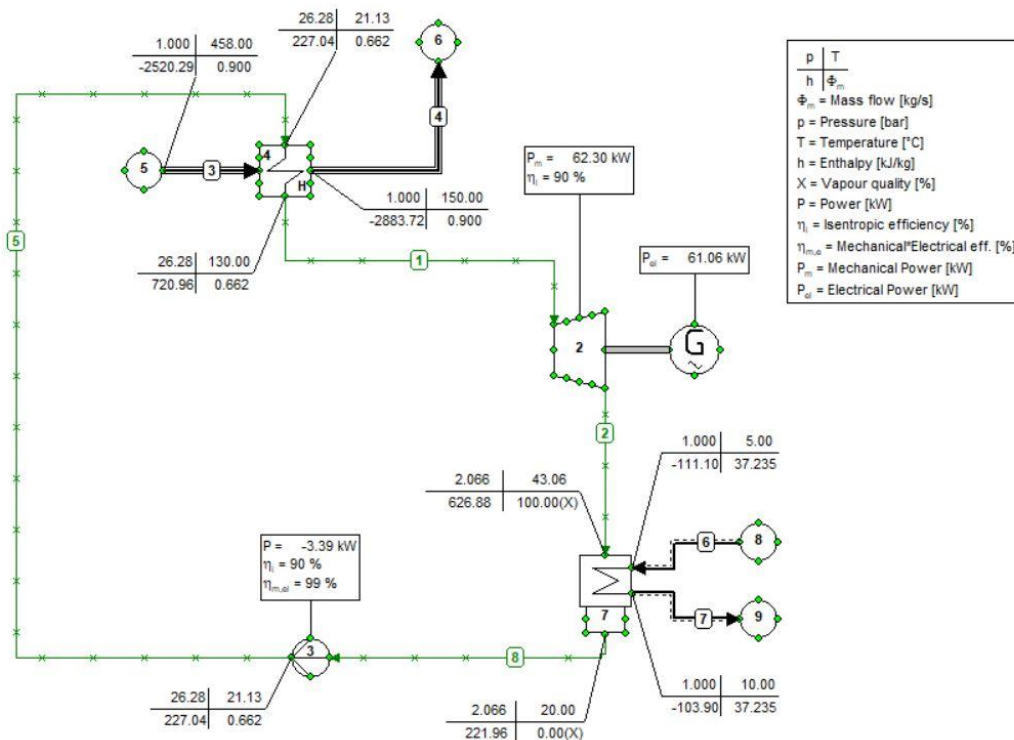 26.28 21.13
227.04 0.662
1.000 458.00
-2520.29 0.900
6
p T
h Φm
Φm = Mass flow [kg/s]
p = Pressure [bar]
T = Temperature [°C]
h = Enthalpy [kJ/kg]
X = Vapour quality [%]
P = Power [kW]
ηi = Isentropic efficiency [%]
ηm,e = Mechanical*Electrical eff. [%]
Pm = Mechanical Power [kW]
Pel = Electrical Power [kW]
4
5
3
4
H
Pm = 62.30 kW
ηi = 90 %
1.000 150.00
-2883.72 0.900
5
1
26.28 130.00
720.96 0.662
Pel = 61.06 kW
2
G
~
2
1.000 5.00
-111.10 37.235
2.066 43.06
626.88 100.00(X)
6
8
P = -3.39 kW
ηi = 90 %
ηm,el = 99 %
7
7
9
3
8
1.000 10.00
-103.90 37.235
26.28 21.13
227.04 0.662
2.066 20.00
221.96 0.00(X)